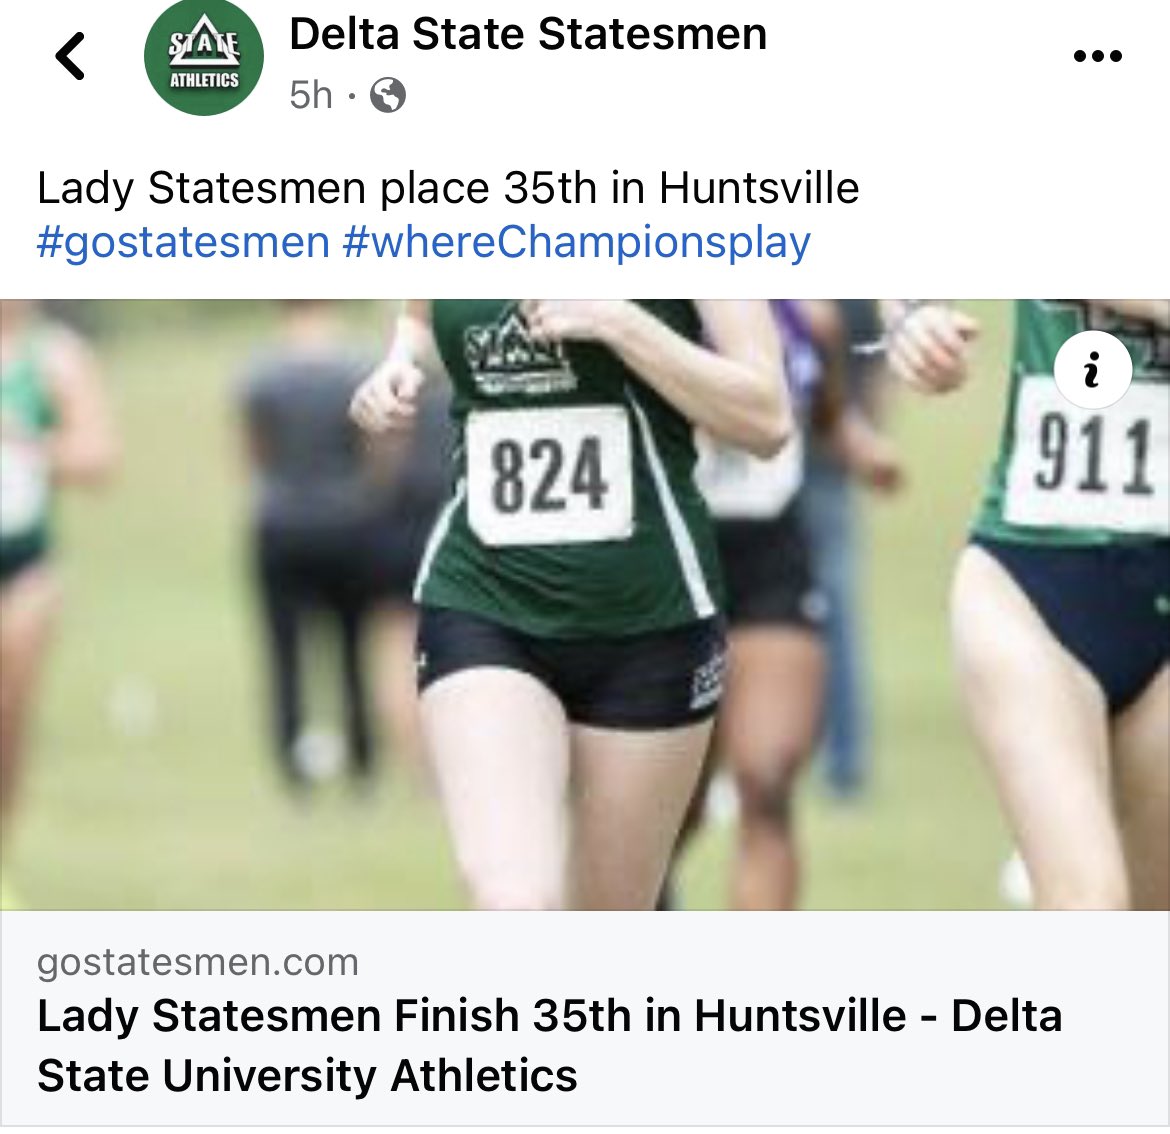 STATE
ATHLETICS
Delta State Statesmen
5h ·
Lady Statesmen place 35th in Huntsville
#gostatesmen #whereChampionsplay
STATE
824
911
i
gostatesmen.com
Lady Statesmen Finish 35th in Huntsville - Delta
State University Athletics